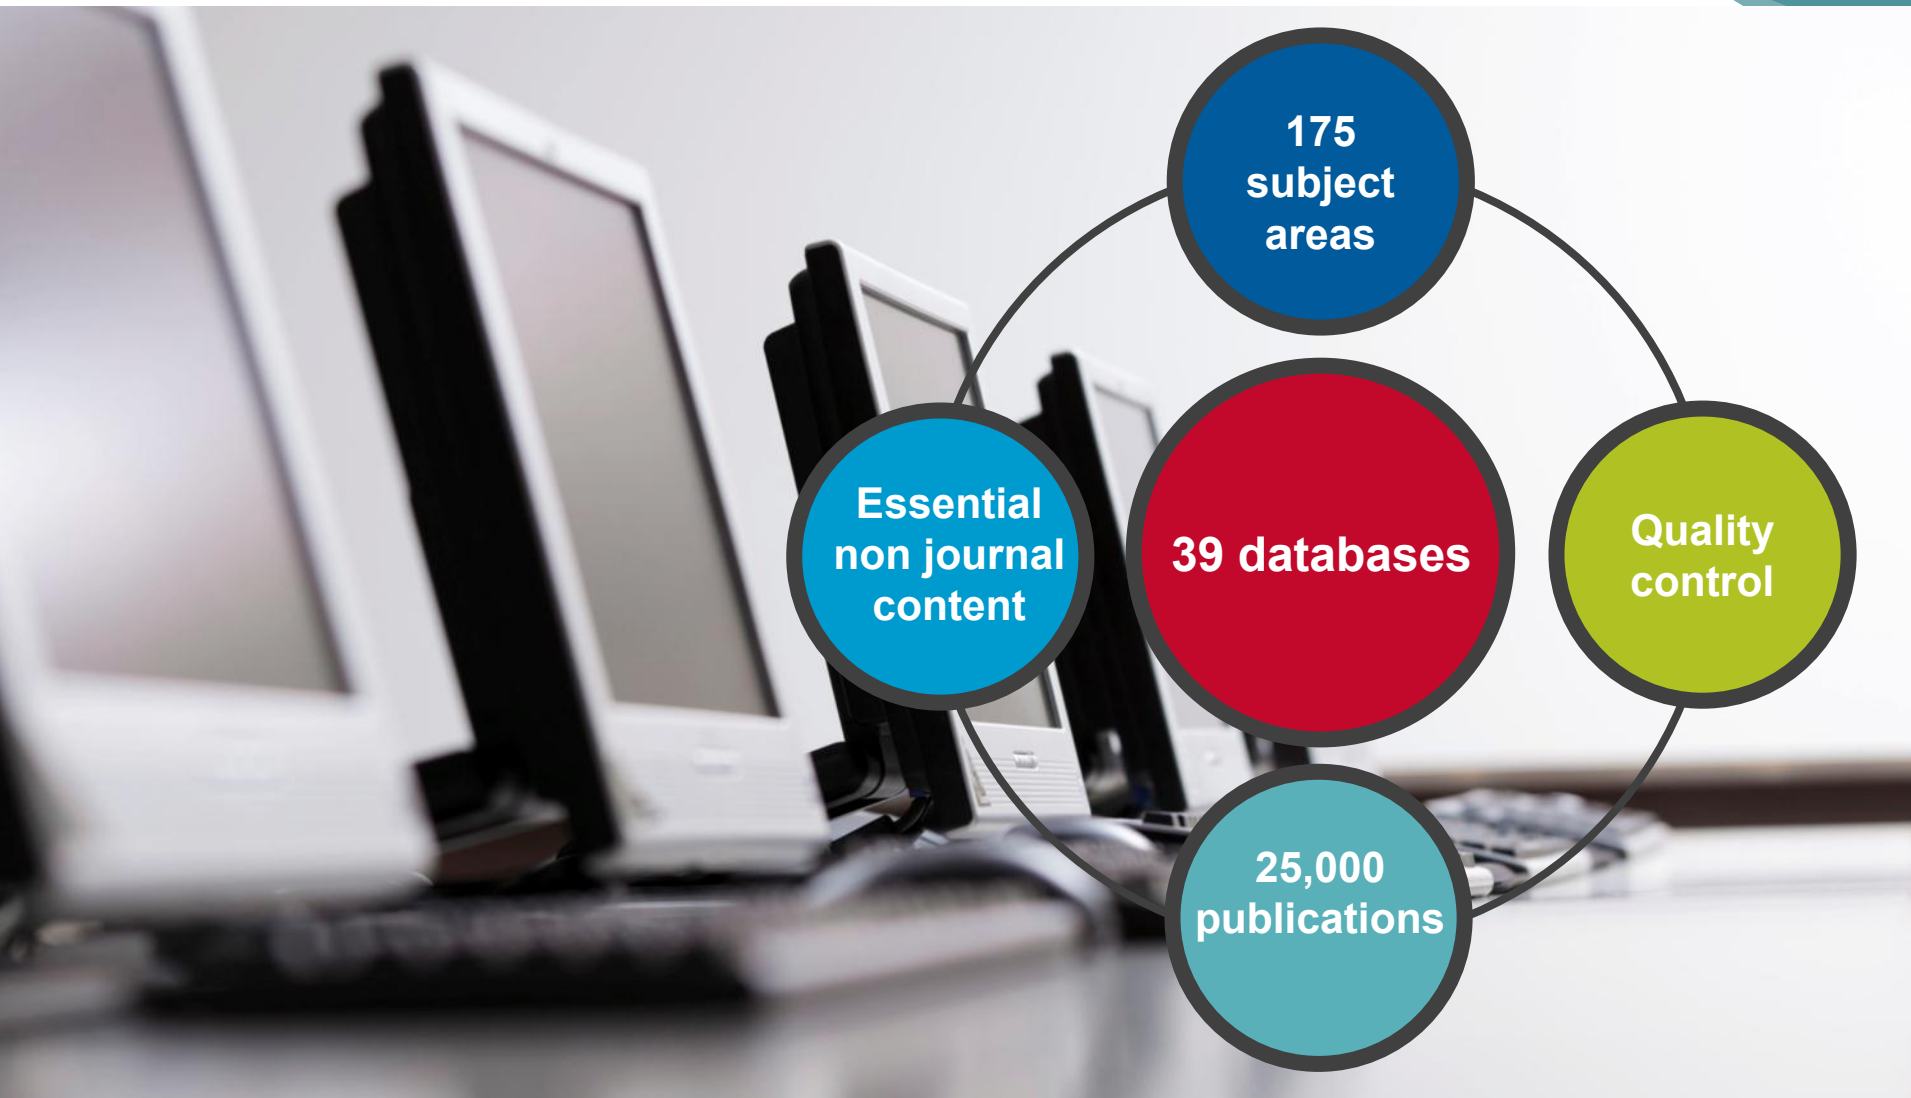 175
subject
areas
Essential
non journal
content
39 databases
Quality
control
25,000
publications